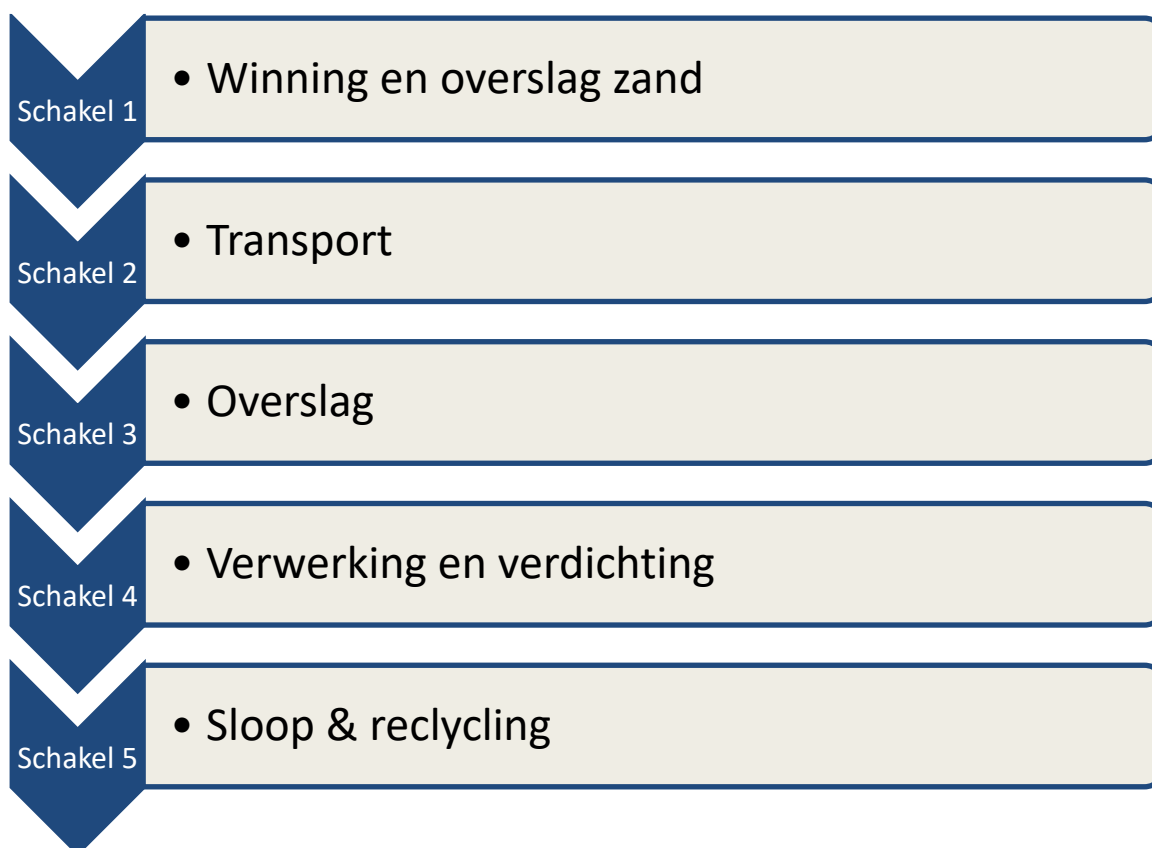 Schakel 1
• Winning en overslag zand
Schakel 2
• Transport
Schakel 3
• Overslag
Schakel 4
• Verwerking en verdichting
Schakel 5
• Sloop & reclycling